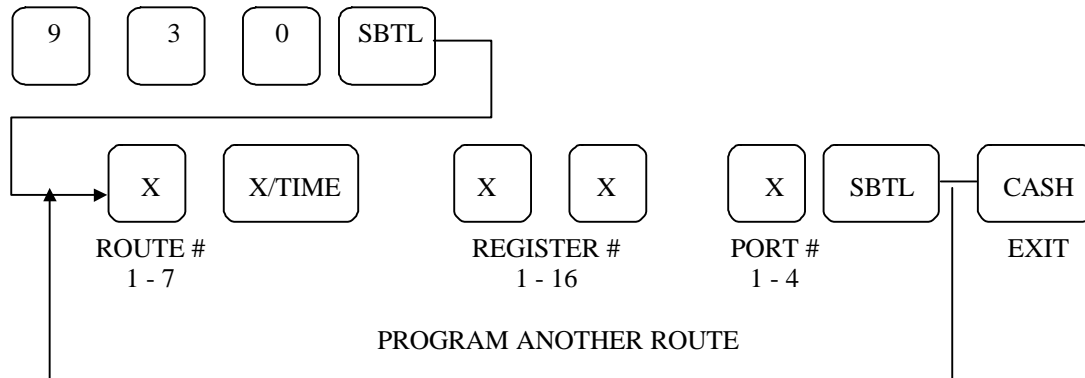 9 3 0 SBTL
X X/TIME X X X SBTL CASH
ROUTE # REGISTER # PORT # EXIT
1 - 7 1 - 16 1 - 4
PROGRAM ANOTHER ROUTE